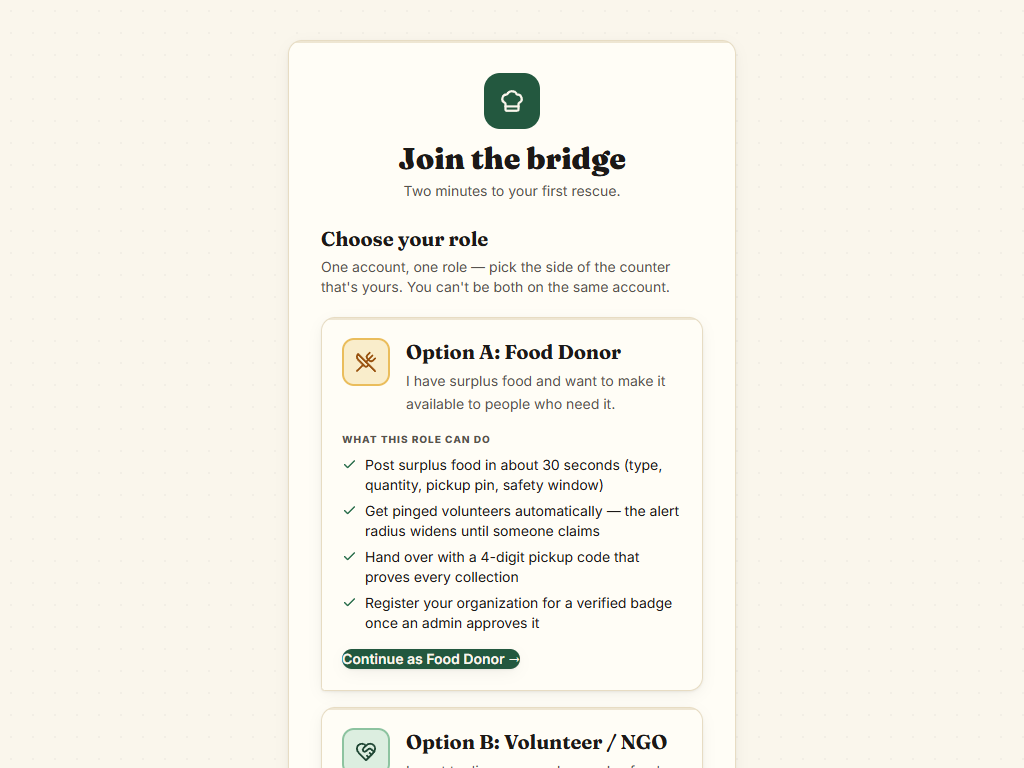 Join the bridge
Two minutes to your first rescue.
Choose your role
One account, one role — pick the side of the counter
that's yours. You can't be both on the same account.
Option A: Food Donor
I have surplus food and want to make it
available to people who need it.
WHAT THIS ROLE CAN DO
Post surplus food in about 30 seconds (type,
quantity, pickup pin, safety window)
Get pinged volunteers automatically — the alert
radius widens until someone claims
Hand over with a 4-digit pickup code that
proves every collection
Register your organization for a verified badge
once an admin approves it
Continue as Food Donor →
Option B: Volunteer / NGO